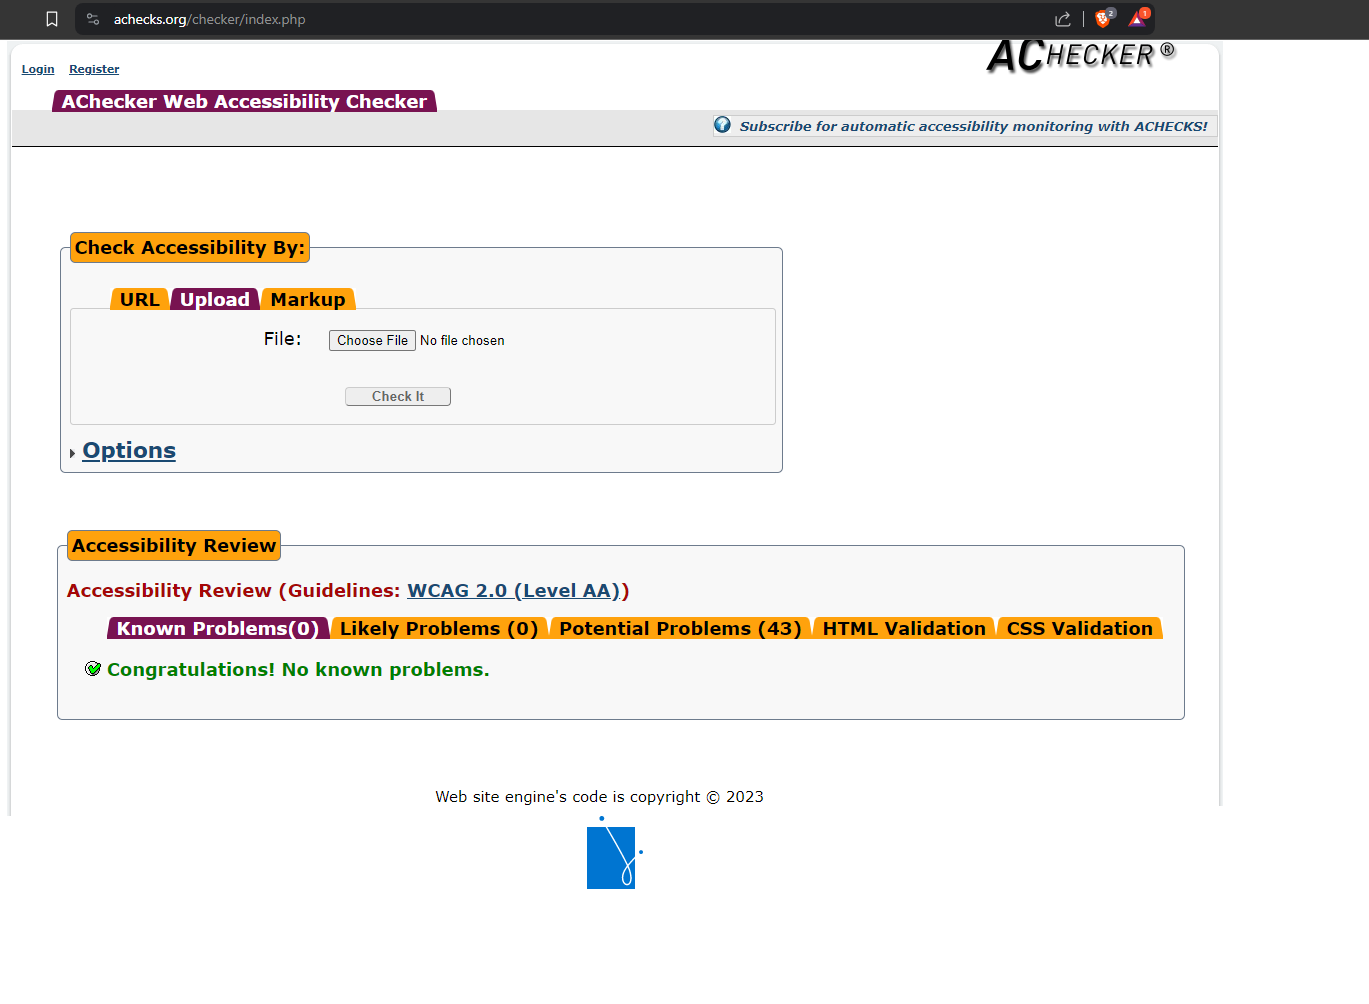 achecks.org/checker/index.php
2
1
Login Register
ACHECKER ®
AChecker Web Accessibility Checker
Subscribe for automatic accessibility monitoring with ACHECKS!
Check Accessibility By:
URL Upload Markup
File: Choose File No file chosen
Check It
Options
Accessibility Review
Accessibility Review (Guidelines: WCAG 2.0 (Level AA))
Known Problems(0) Likely Problems (0) Potential Problems (43) HTML Validation CSS Validation
Congratulations! No known problems.
Web site engine's code is copyright © 2023